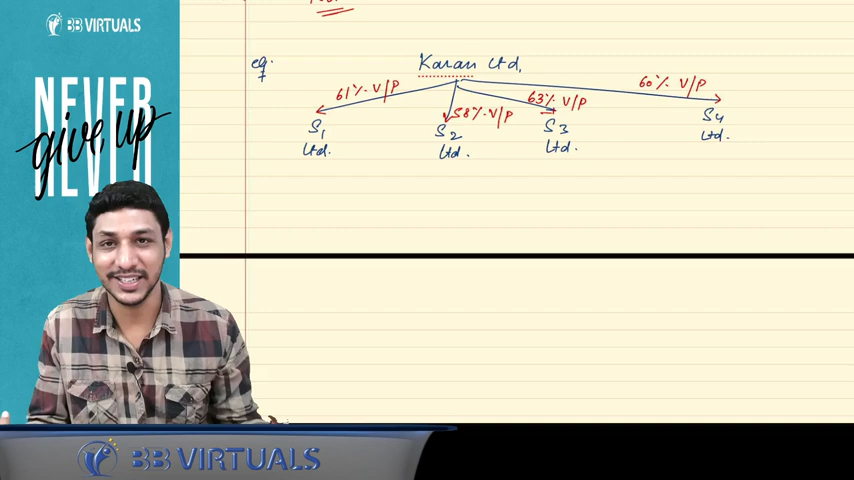 BB VIRTUALS
NEVER
give up
NEVER
eg.
Karan Ltd.
61% V/P
58% V/P
63% V/P
60% V/P
S1
Ltd.
S2
Ltd.
S3
Ltd.
S4
Ltd.
BB VIRTUALS